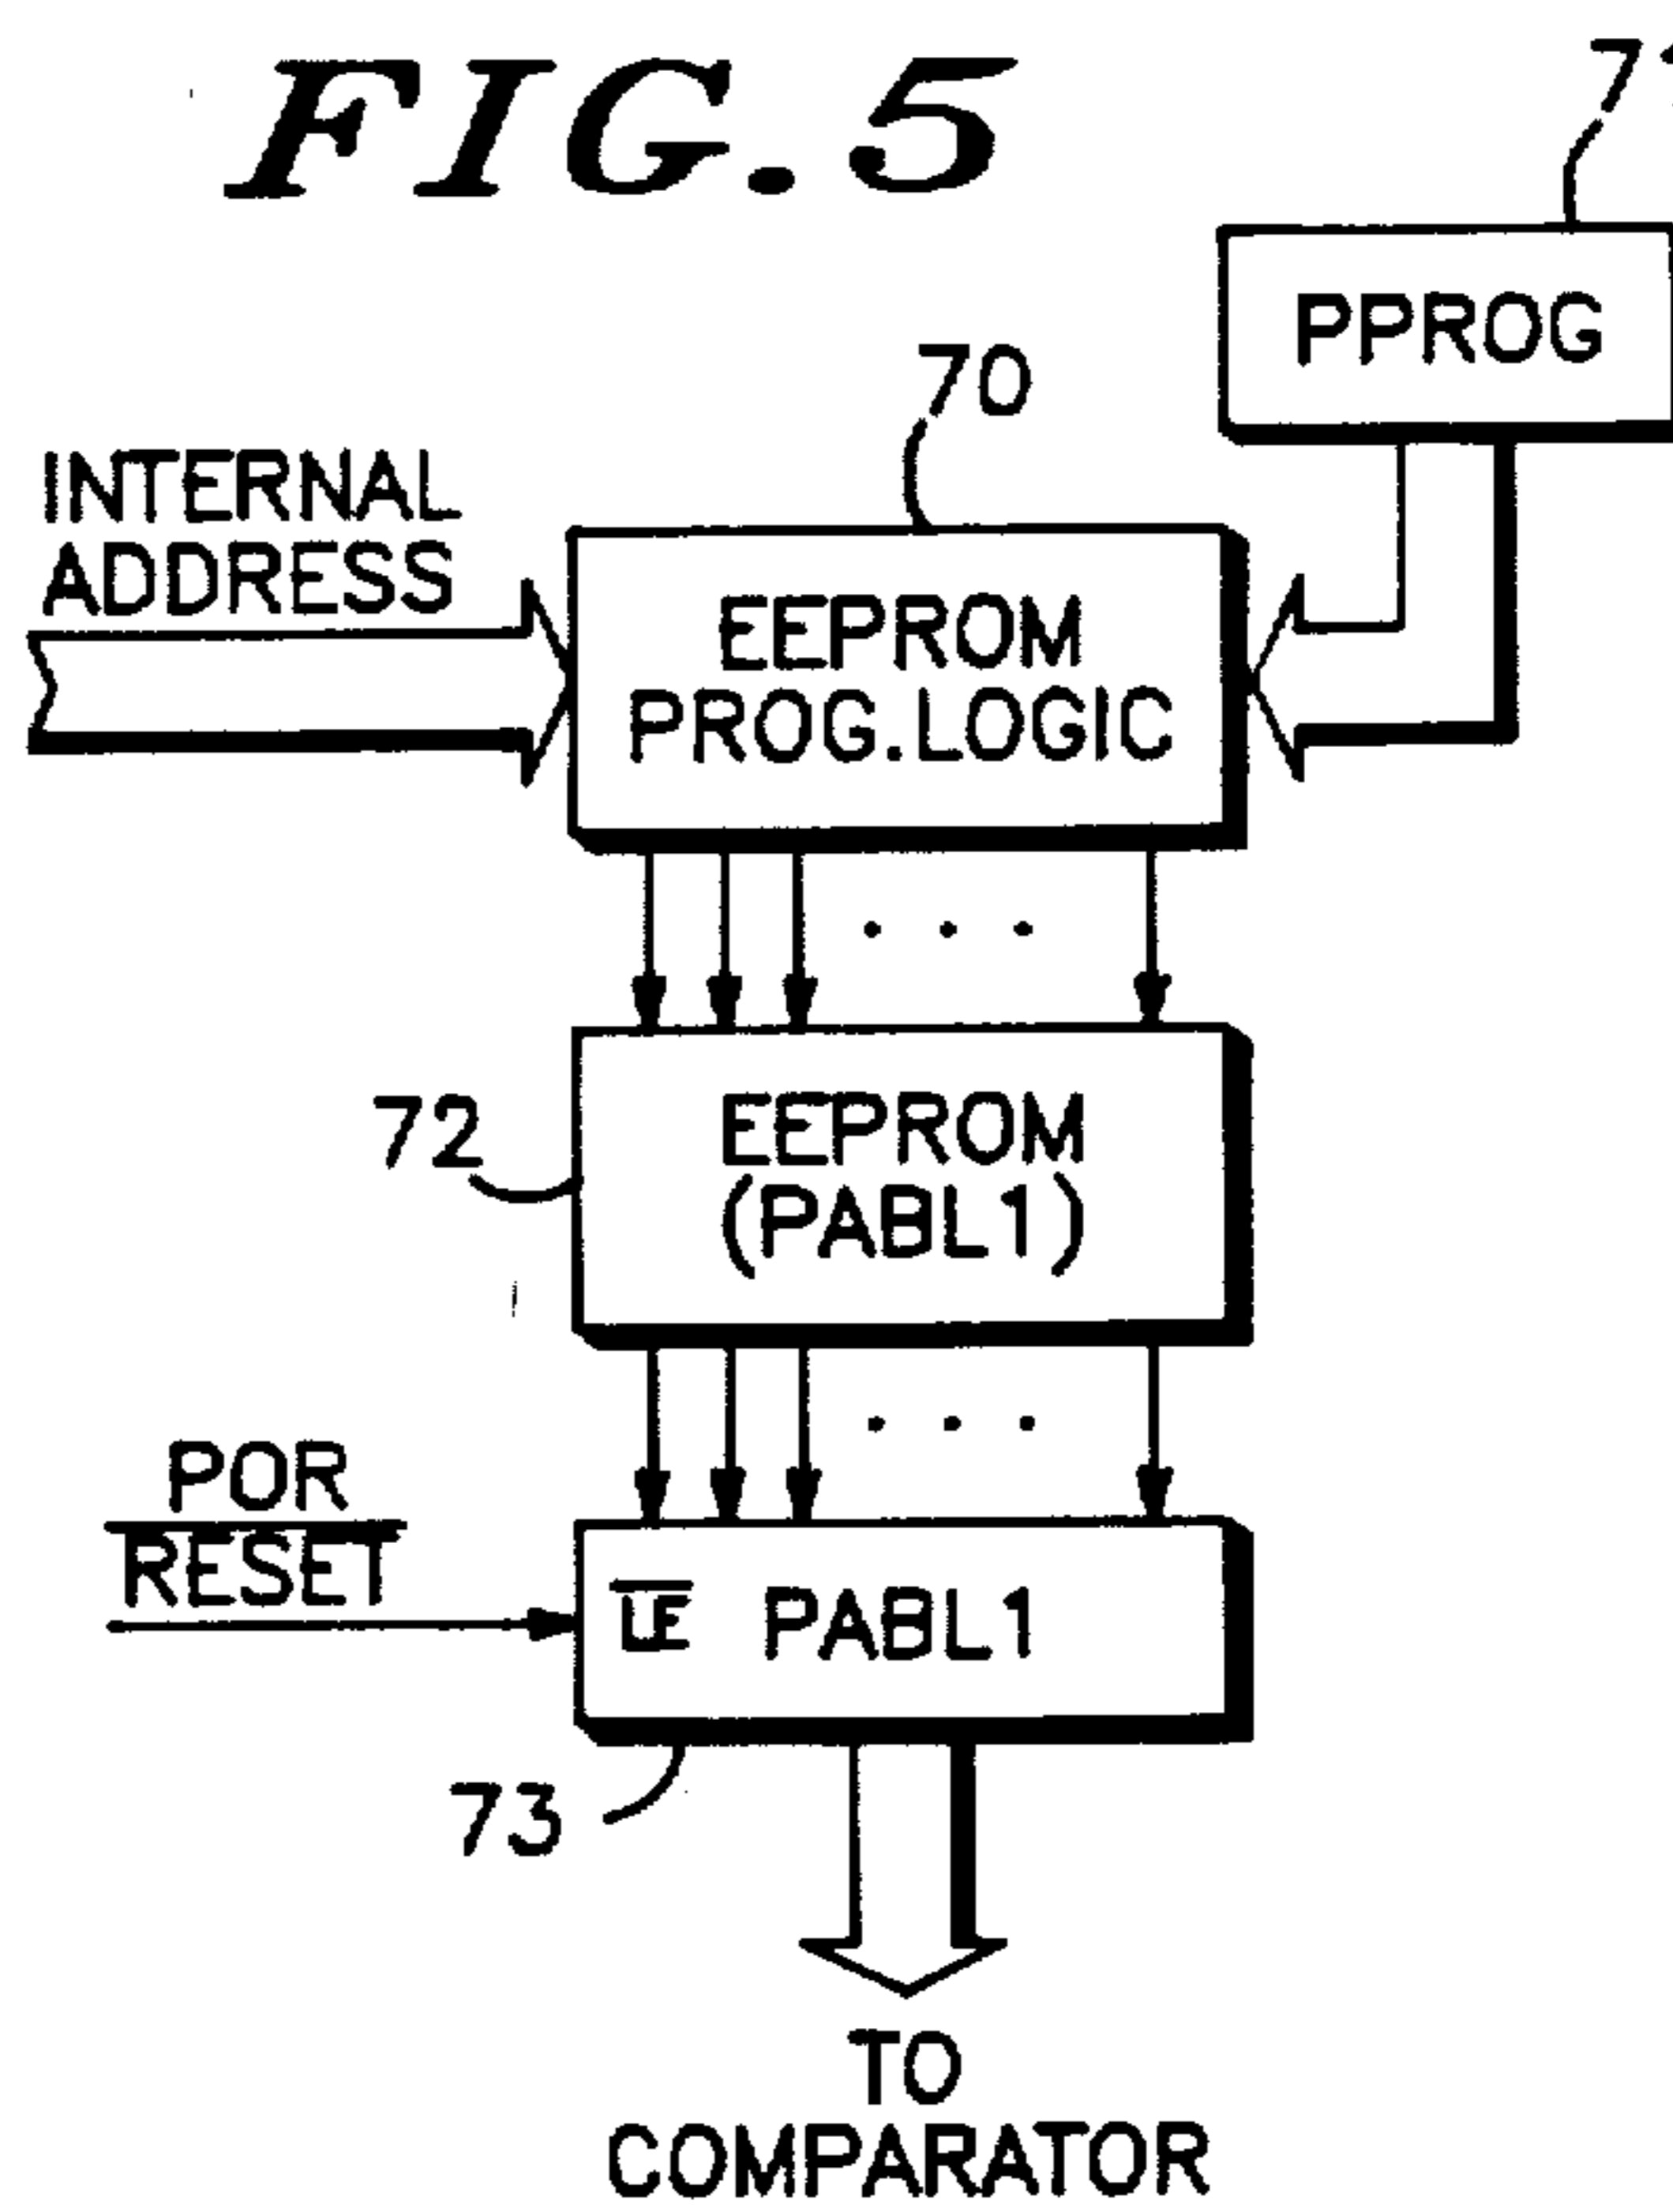 FIG.5
71
PPROG
70
INTERNAL
ADDRESS
EEPROM
PROG.LOGIC
72
EEPROM
(PABL1)
POR
RESET
LE PABL1
73
TO
COMPARATOR